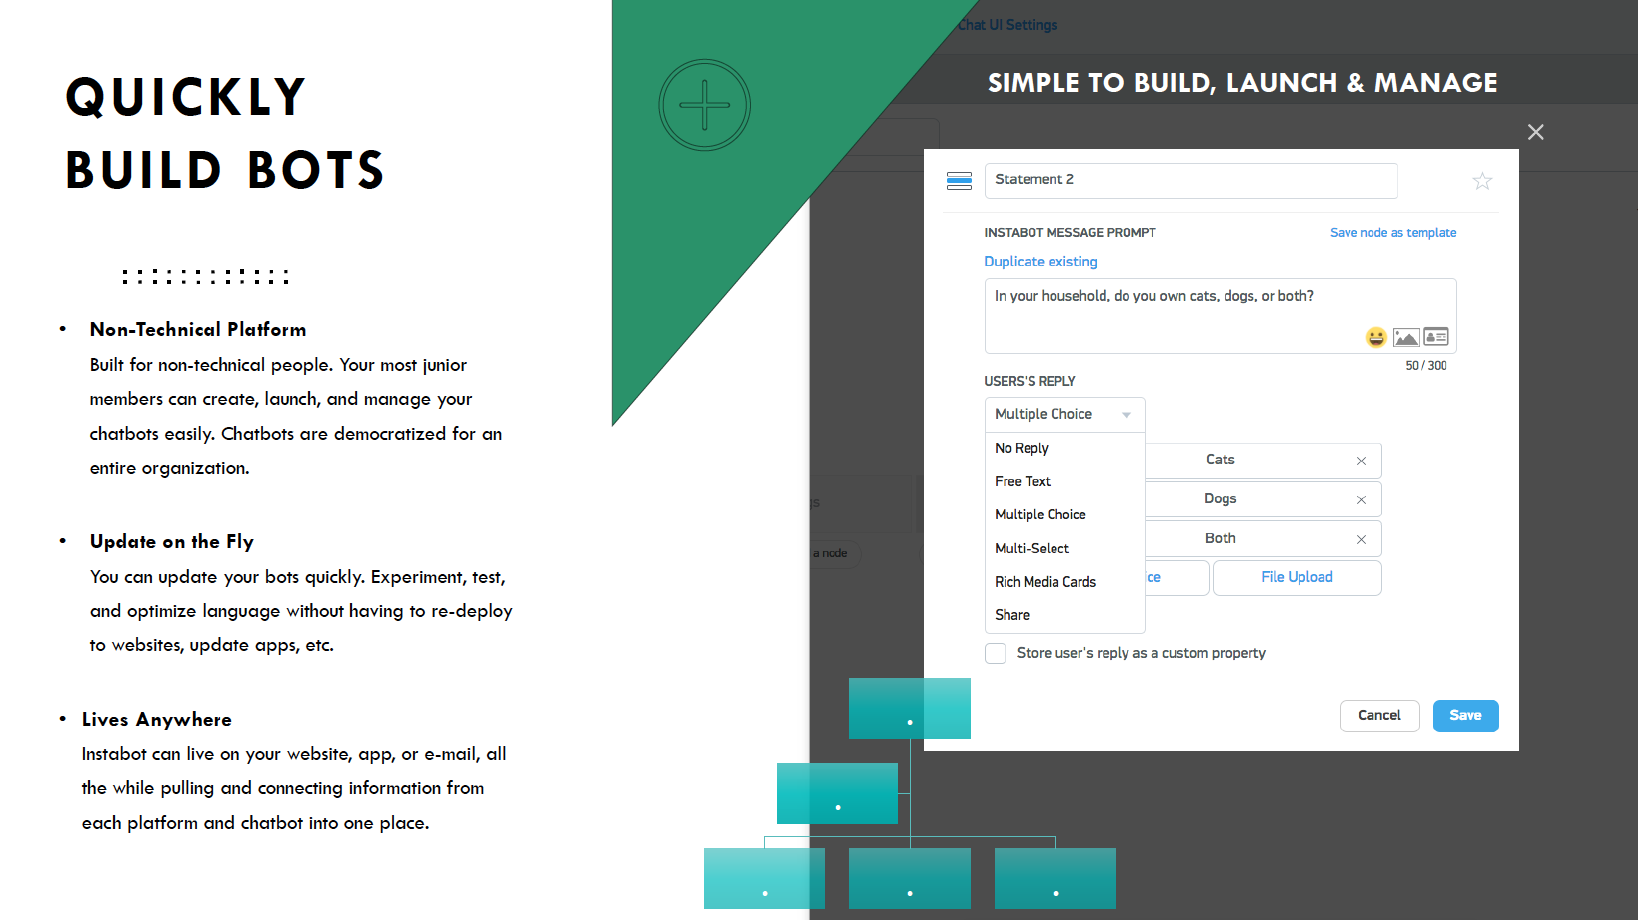 QUICKLY
BUILD BOTS
• Non-Technical Platform
Built for non-technical people. Your most junior
members can create, launch, and manage your
chatbots easily. Chatbots are democratized for an
entire organization.
• Update on the Fly
You can update your bots quickly. Experiment, test,
and optimize language without having to re-deploy
to websites, update apps, etc.
• Lives Anywhere
Instabot can live on your website, app, or e-mail, all
the while pulling and connecting information from
each platform and chatbot into one place.
Chat UI Settings
SIMPLE TO BUILD, LAUNCH & MANAGE
Statement 2
INSTABOT MESSAGE PROMPT
Save node as template
Duplicate existing
In your household, do you own cats, dogs, or both?
50 / 300
USERS'S REPLY
Multiple Choice
No Reply
Free Text
Multiple Choice
Multi-Select
Rich Media Cards
Share
Cats
Dogs
Both
File Upload
a node
Store user's reply as a custom property
Cancel
Save